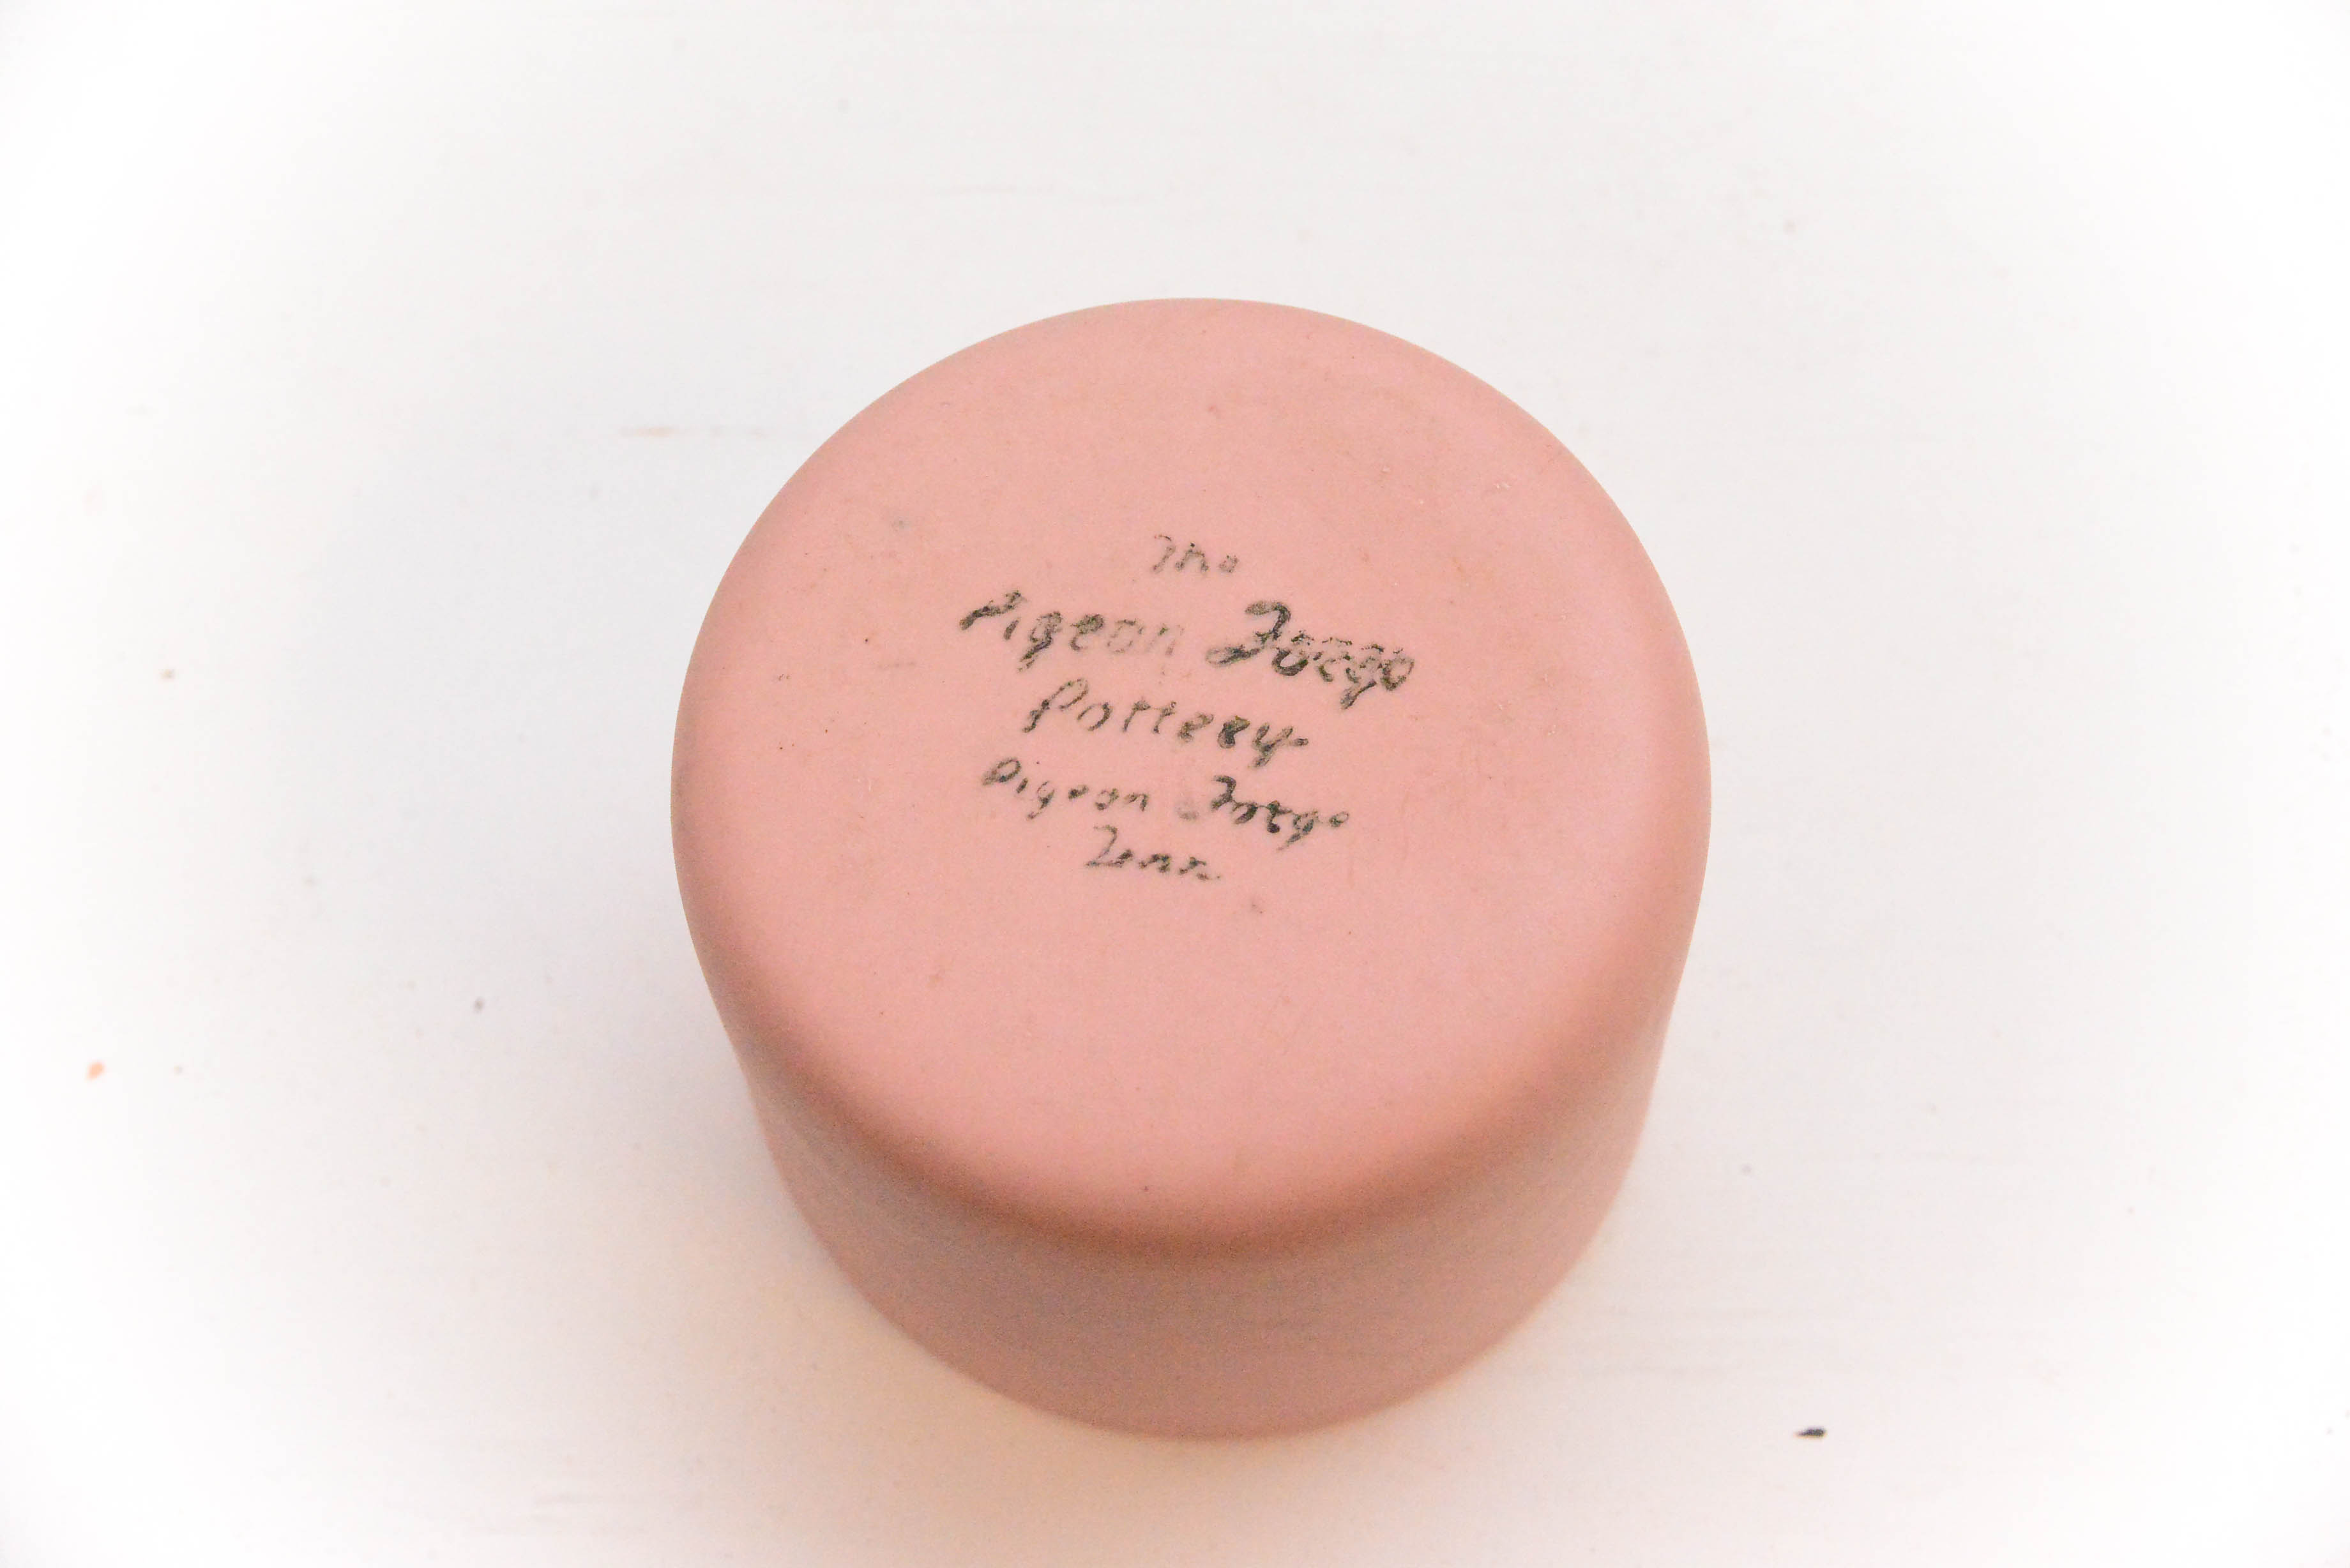 The
Pigeon Forge
Pottery
Pigeon Forge
Tenn